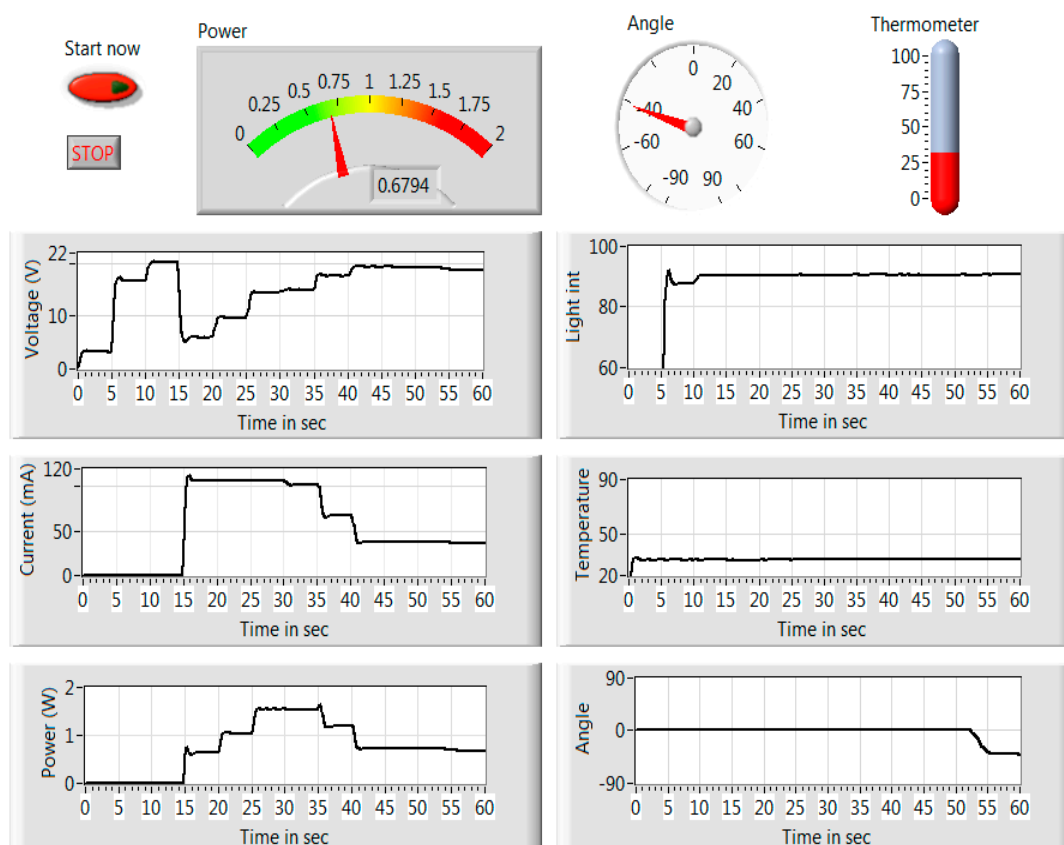 Start now
STOP
Power
0 0.25 0.5 0.75 1 1.25 1.5 1.75 2
0.6794
Angle
0 20 40 60 90 -90 -60 -40
Thermometer
100
75
50
25
0
Voltage (V)
22
10
0
0 5 10 15 20 25 30 35 40 45 50 55 60
Time in sec
Light int
100
80
60
0 5 10 15 20 25 30 35 40 45 50 55 60
Time in sec
Current (mA)
120
50
0
0 5 10 15 20 25 30 35 40 45 50 55 60
Time in sec
Temperature
90
50
20
0 5 10 15 20 25 30 35 40 45 50 55 60
Time in sec
Power (W)
2
1
0
0 5 10 15 20 25 30 35 40 45 50 55 60
Time in sec
Angle
90
0
-90
0 5 10 15 20 25 30 35 40 45 50 55 60
Time in sec